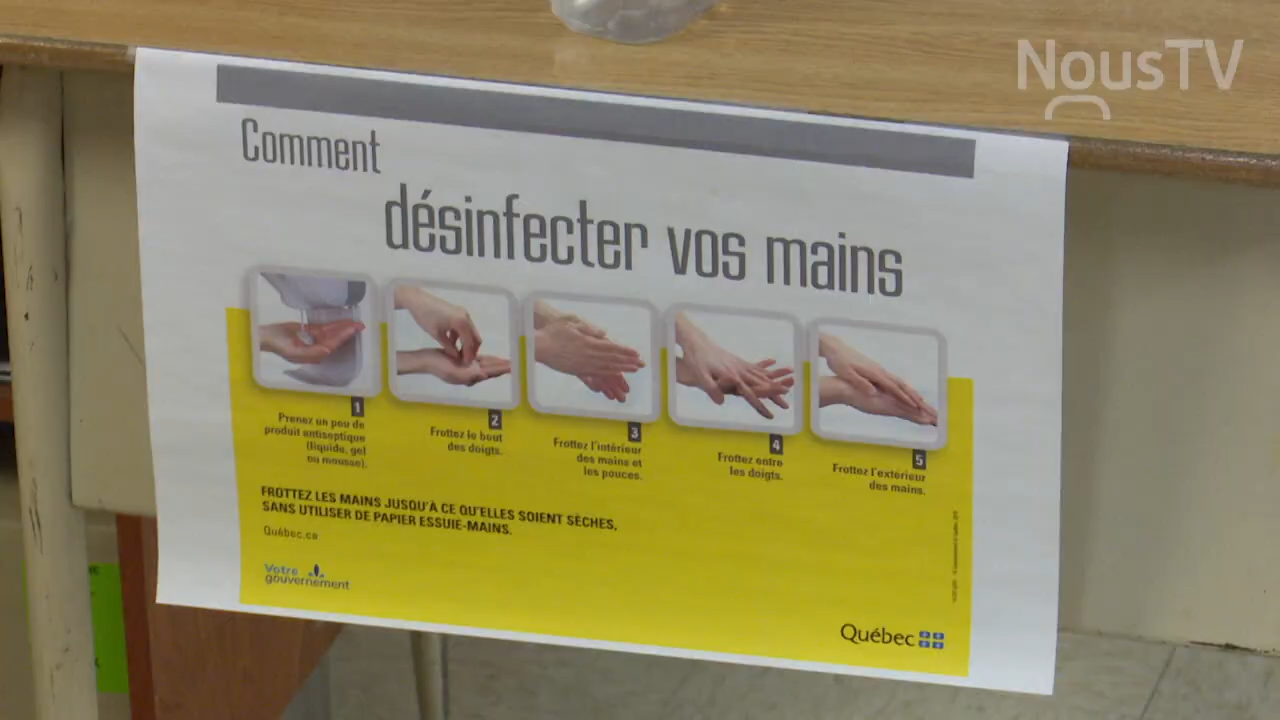 NousTV
Comment
désinfecter vos mains
1
Prenez un peu de
produit antiseptique
(liquide, gel
ou mousse).
2
Frottez le bout
des doigts.
3
Frottez l'intérieur
des mains et
les pouces.
4
Frottez entre
les doigts.
5
Frottez l'extérieur
des mains.
FROTTEZ LES MAINS JUSQU'À CE QU'ELLES SOIENT SÈCHES,
SANS UTILISER DE PAPIER ESSUIE-MAINS.
Québec.ca
Votre
gouvernement
Québec